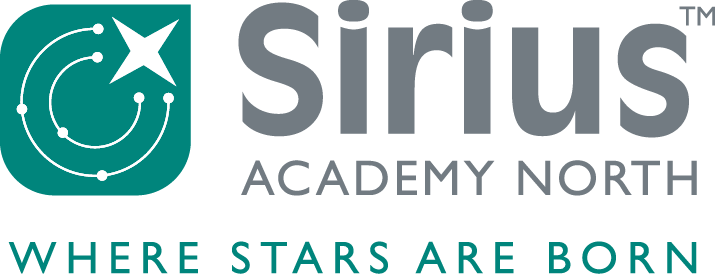 Sirius™
ACADEMY NORTH
WHERE STARS ARE BORN